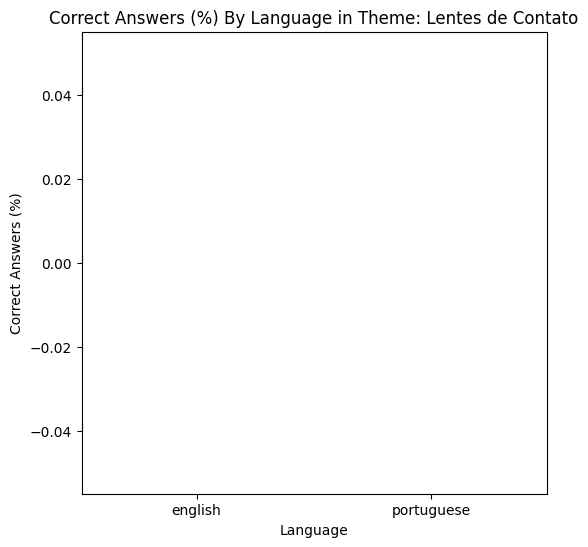 Correct Answers (%) By Language in Theme: Lentes de Contato
0.04
0.02
0.00
−0.02
−0.04
Correct Answers (%)
english
portuguese
Language